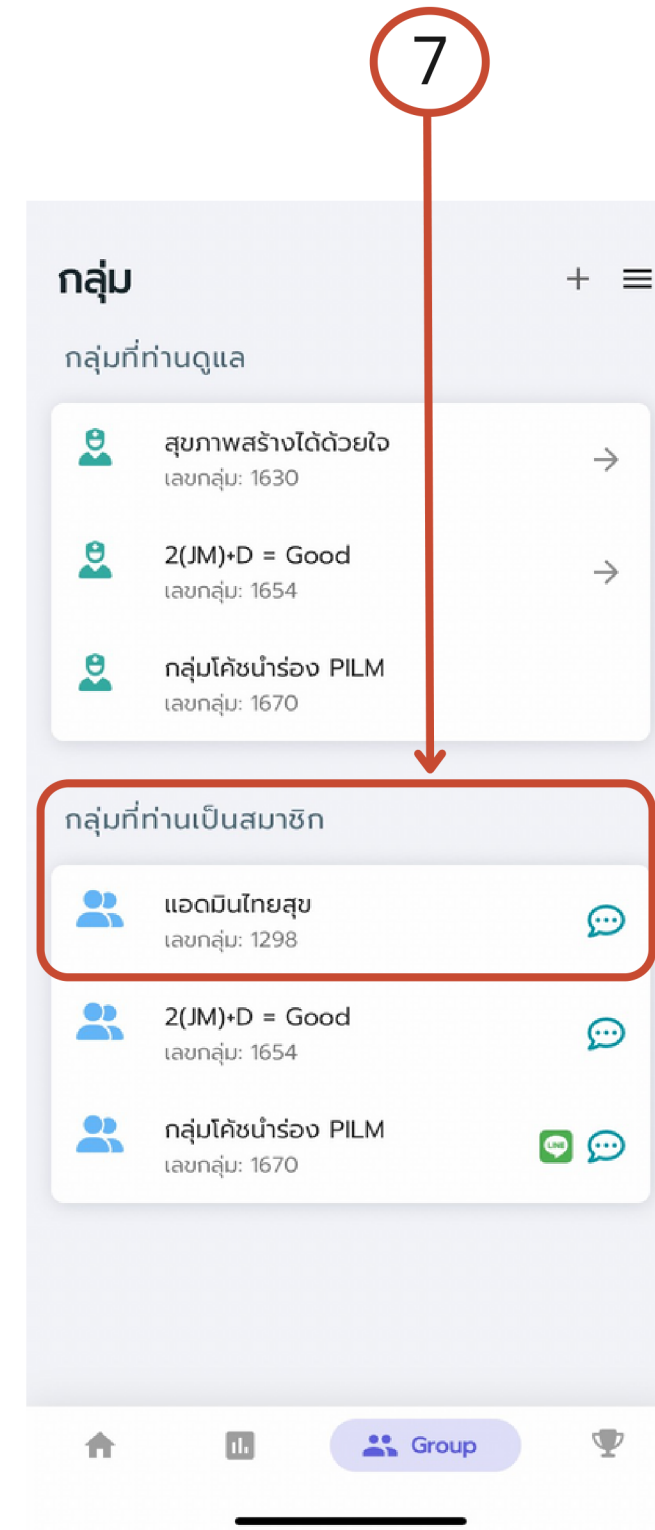 7
กลุ่ม
กลุ่มที่ท่านดูแล
สุขภาพสร้างได้ด้วยใจ
เลขกลุ่ม: 1630
2(JM)+D = Good
เลขกลุ่ม: 1654
กลุ่มโค้ชนำร่อง PILM
เลขกลุ่ม: 1670
กลุ่มที่ท่านเป็นสมาชิก
แอดมินไทยสุข
เลขกลุ่ม: 1298
2(JM)+D = Good
เลขกลุ่ม: 1654
กลุ่มโค้ชนำร่อง PILM
LINE
เลขกลุ่ม: 1670
Group